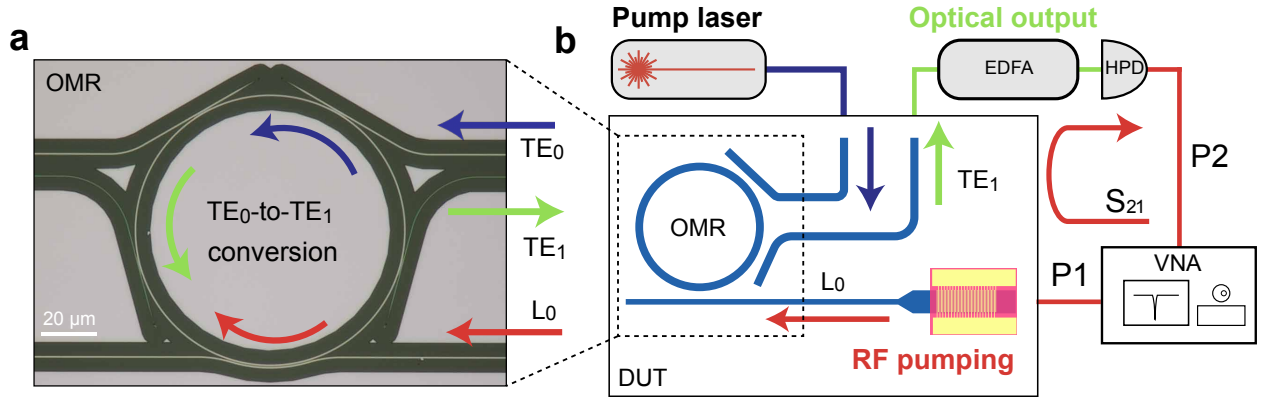 a
OMR
TE0
TE0-to-TE1
conversion
TE1
L0
20 µm
b
Pump laser
Optical output
EDFA
HPD
P2
S21
TE1
OMR
L0
P1
VNA
RF pumping
DUT